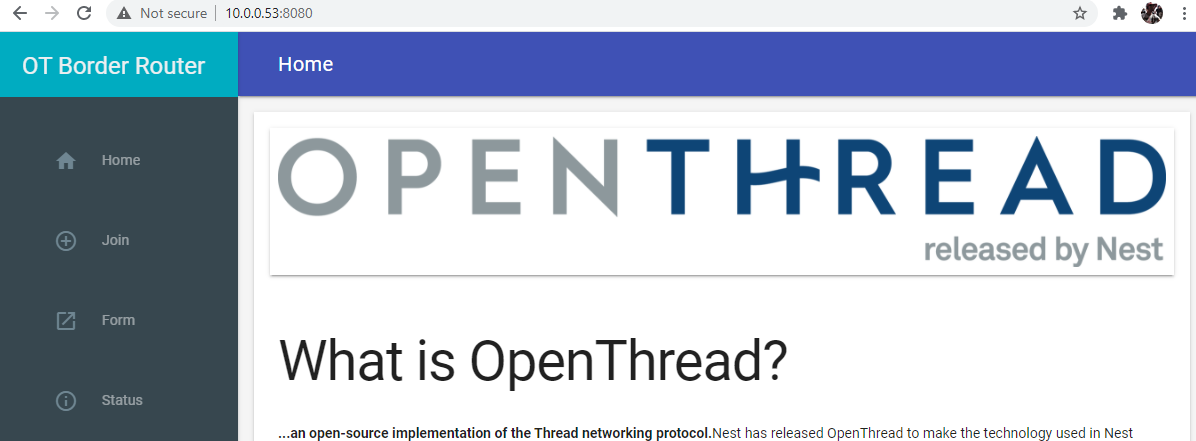 Not secure | 10.0.0.53:8080
OT Border Router
Home
Home
Join
Form
Status
OPENTHREAD
released by Nest
What is OpenThread?
...an open-source implementation of the Thread networking protocol.Nest has released OpenThread to make the technology used in Nest